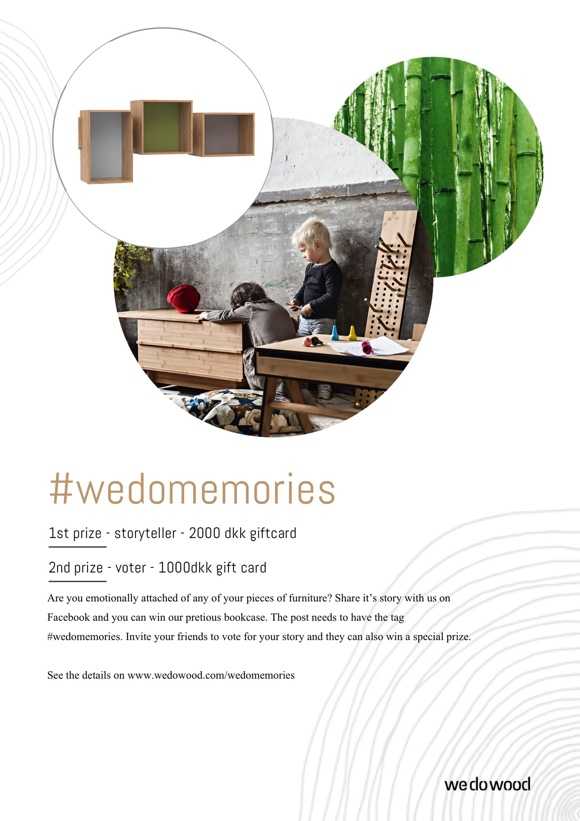 #wedomemories
1st prize - storyteller - 2000 dkk giftcard
2nd prize - voter - 1000dkk gift card
Are you emotionally attached of any of your pieces of furniture? Share it’s story with us on
Facebook and you can win our pretious bookcase. The post needs to have the tag
#wedomemories. Invite your friends to vote for your story and they can also win a special prize.
See the details on www.wedowood.com/wedomemories
we do wood